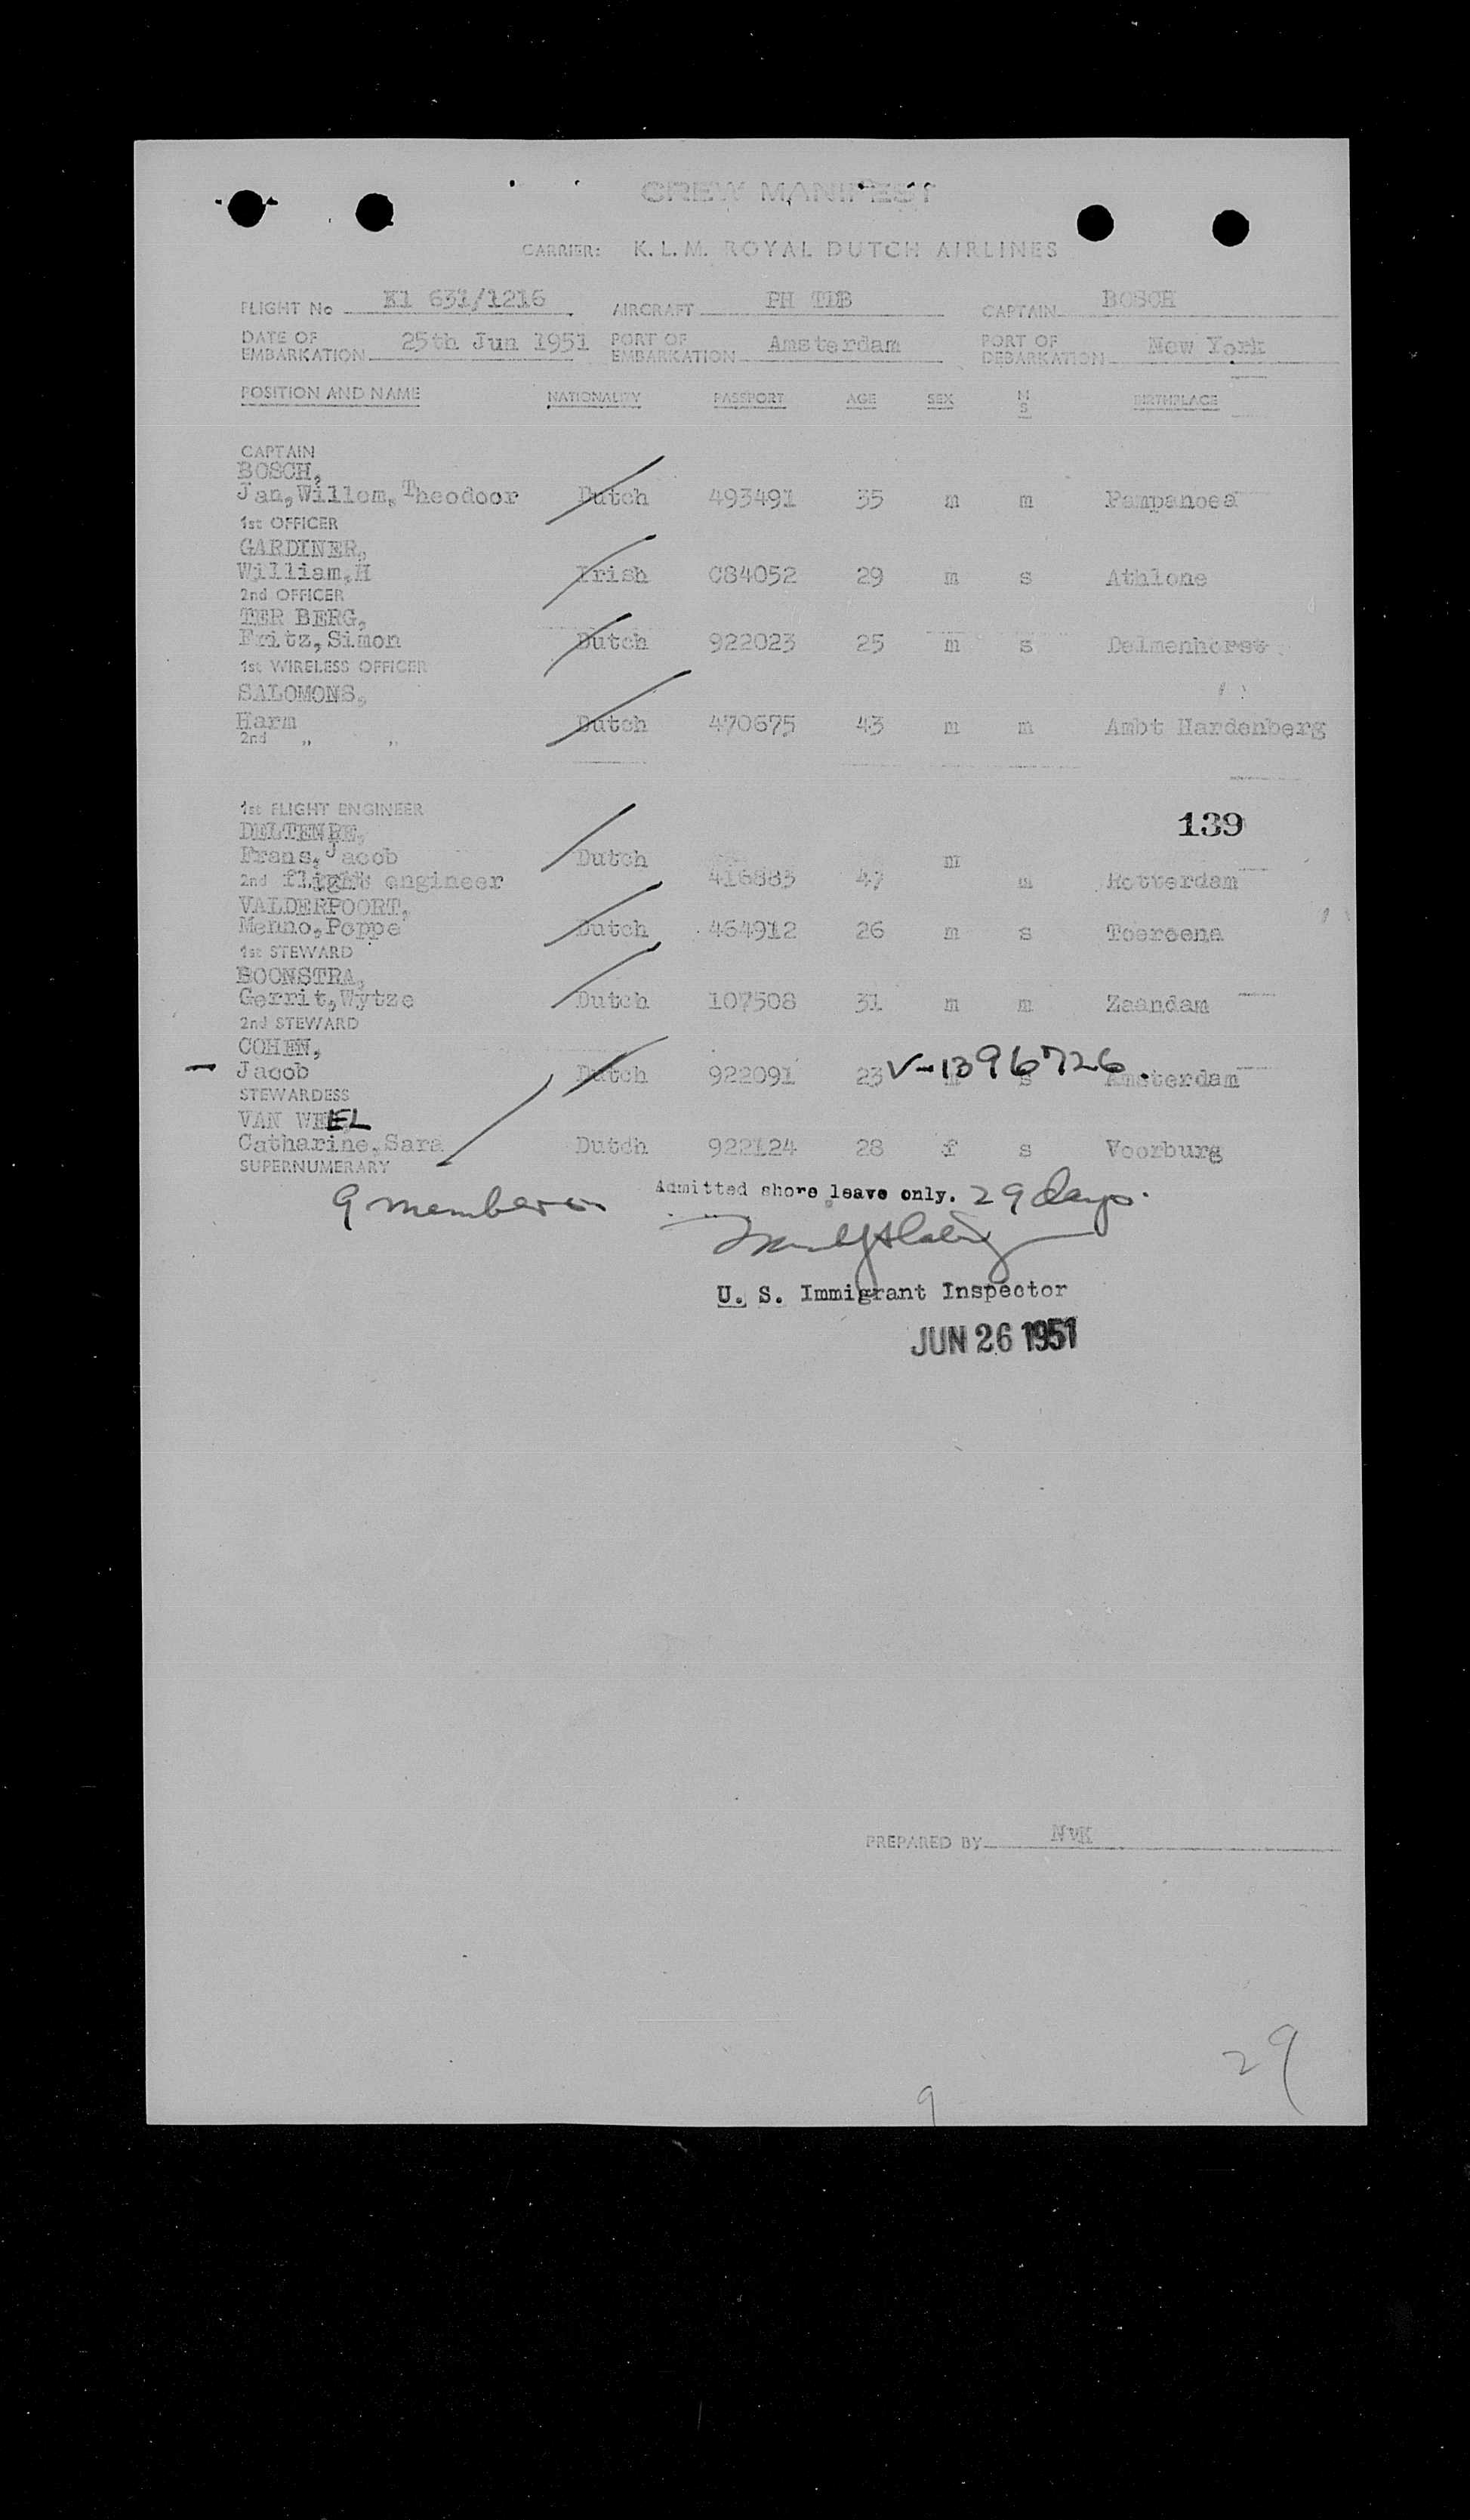 CREW MANIFEST
CARRIER: K.L.M. ROYAL DUTCH AIRLINES
FLIGHT No Kl 631/1216 AIRCRAFT PH TDB CAPTAIN BOSCH
DATE OF EMBARKATION 25th Jun 1951 PORT OF EMBARKATION Amsterdam PORT OF DEBARKATION New York
POSITION AND NAME NATIONALITY PASSPORT AGE SEX M S BIRTHPLACE
CAPTAIN
BOSCH,
Jan,Willem,Theodoor Dutch 493491 35 m m Pampanoea
1st OFFICER
GARDINER,
William,H Irish C84052 29 m s Athlone
2nd OFFICER
TER BERG,
Fritz,Simon Dutch 922023 25 m s Delmenhorst
1st WIRELESS OFFICER
SALOMONS,
Harm Dutch 470675 43 m m Ambt Hardenberg
2nd " "
1st FLIGHT ENGINEER
139
DELTENRE,
Frans,Jacob Dutch 416883 47 m m Rotterdam
2nd flight engineer
VALDERPOORT,
Menno,Poppe Dutch 464912 26 m s Toereena
1st STEWARD
BOONSTRA,
Gerrit,Wytze Dutch 107508 31 m m Zaandam
2nd STEWARD
COHEN,
Jacob Dutch 922091 23 V-1396726. s Amsterdam
STEWARDESS
VAN WEEL
Catharine,Sara Dutch 922124 28 f s Voorburg
SUPERNUMERARY
9 members Admitted shore leave only. 29 days.
U. S. Immigrant Inspector
JUN 26 1951
PREPARED BY NvK
29
9